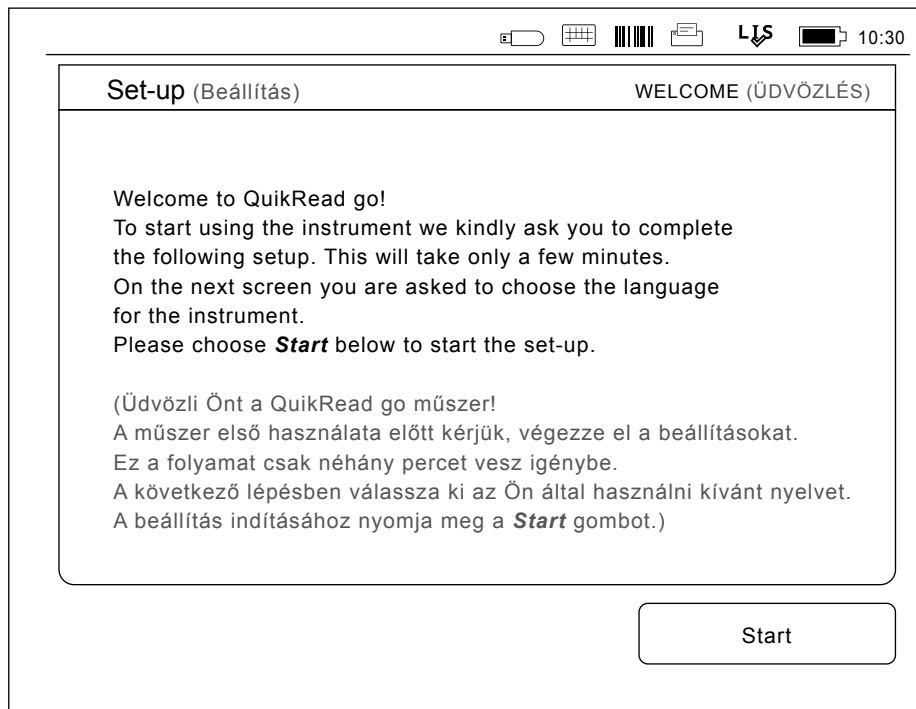 LIS 10:30
Set-up (Beállítás) WELCOME (ÜDVÖZLÉS)
Welcome to QuikRead go!
To start using the instrument we kindly ask you to complete
the following setup. This will take only a few minutes.
On the next screen you are asked to choose the language
for the instrument.
Please choose Start below to start the set-up.
(Üdvözli Önt a QuikRead go műszer!
A műszer első használata előtt kérjük, végezze el a beállításokat.
Ez a folyamat csak néhány percet vesz igénybe.
A következő lépésben válassza ki az Ön által használni kívánt nyelvet.
A beállítás indításához nyomja meg a Start gombot.)
Start